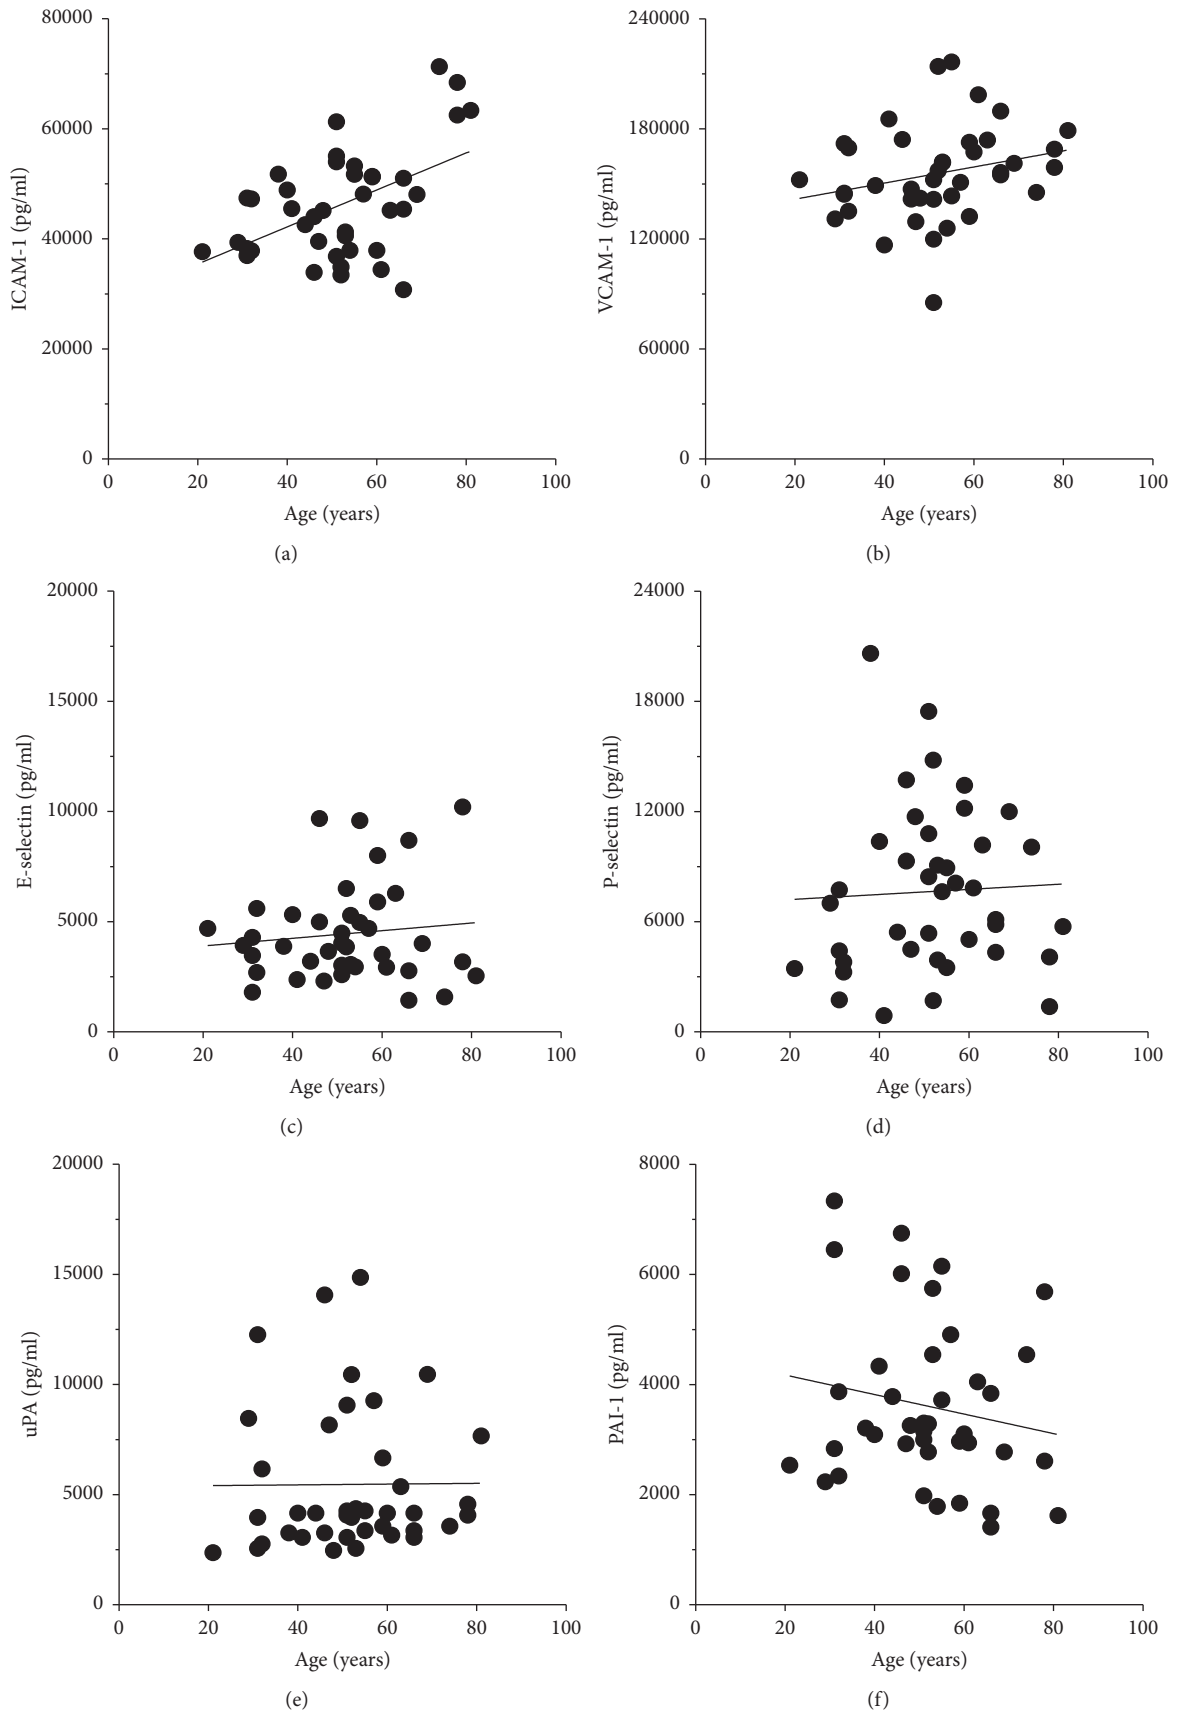 80000
60000
40000
20000
0
ICAM-1 (pg/ml)
0 20 40 60 80 100
Age (years)
(a)
240000
180000
120000
60000
0
VCAM-1 (pg/ml)
0 20 40 60 80 100
Age (years)
(b)
20000
15000
10000
5000
0
E-selectin (pg/ml)
0 20 40 60 80 100
Age (years)
(c)
24000
18000
12000
6000
0
P-selectin (pg/ml)
0 20 40 60 80 100
Age (years)
(d)
20000
15000
10000
5000
0
uPA (pg/ml)
0 20 40 60 80 100
Age (years)
(e)
8000
6000
4000
2000
0
PAI-1 (pg/ml)
0 20 40 60 80 100
Age (years)
(f)